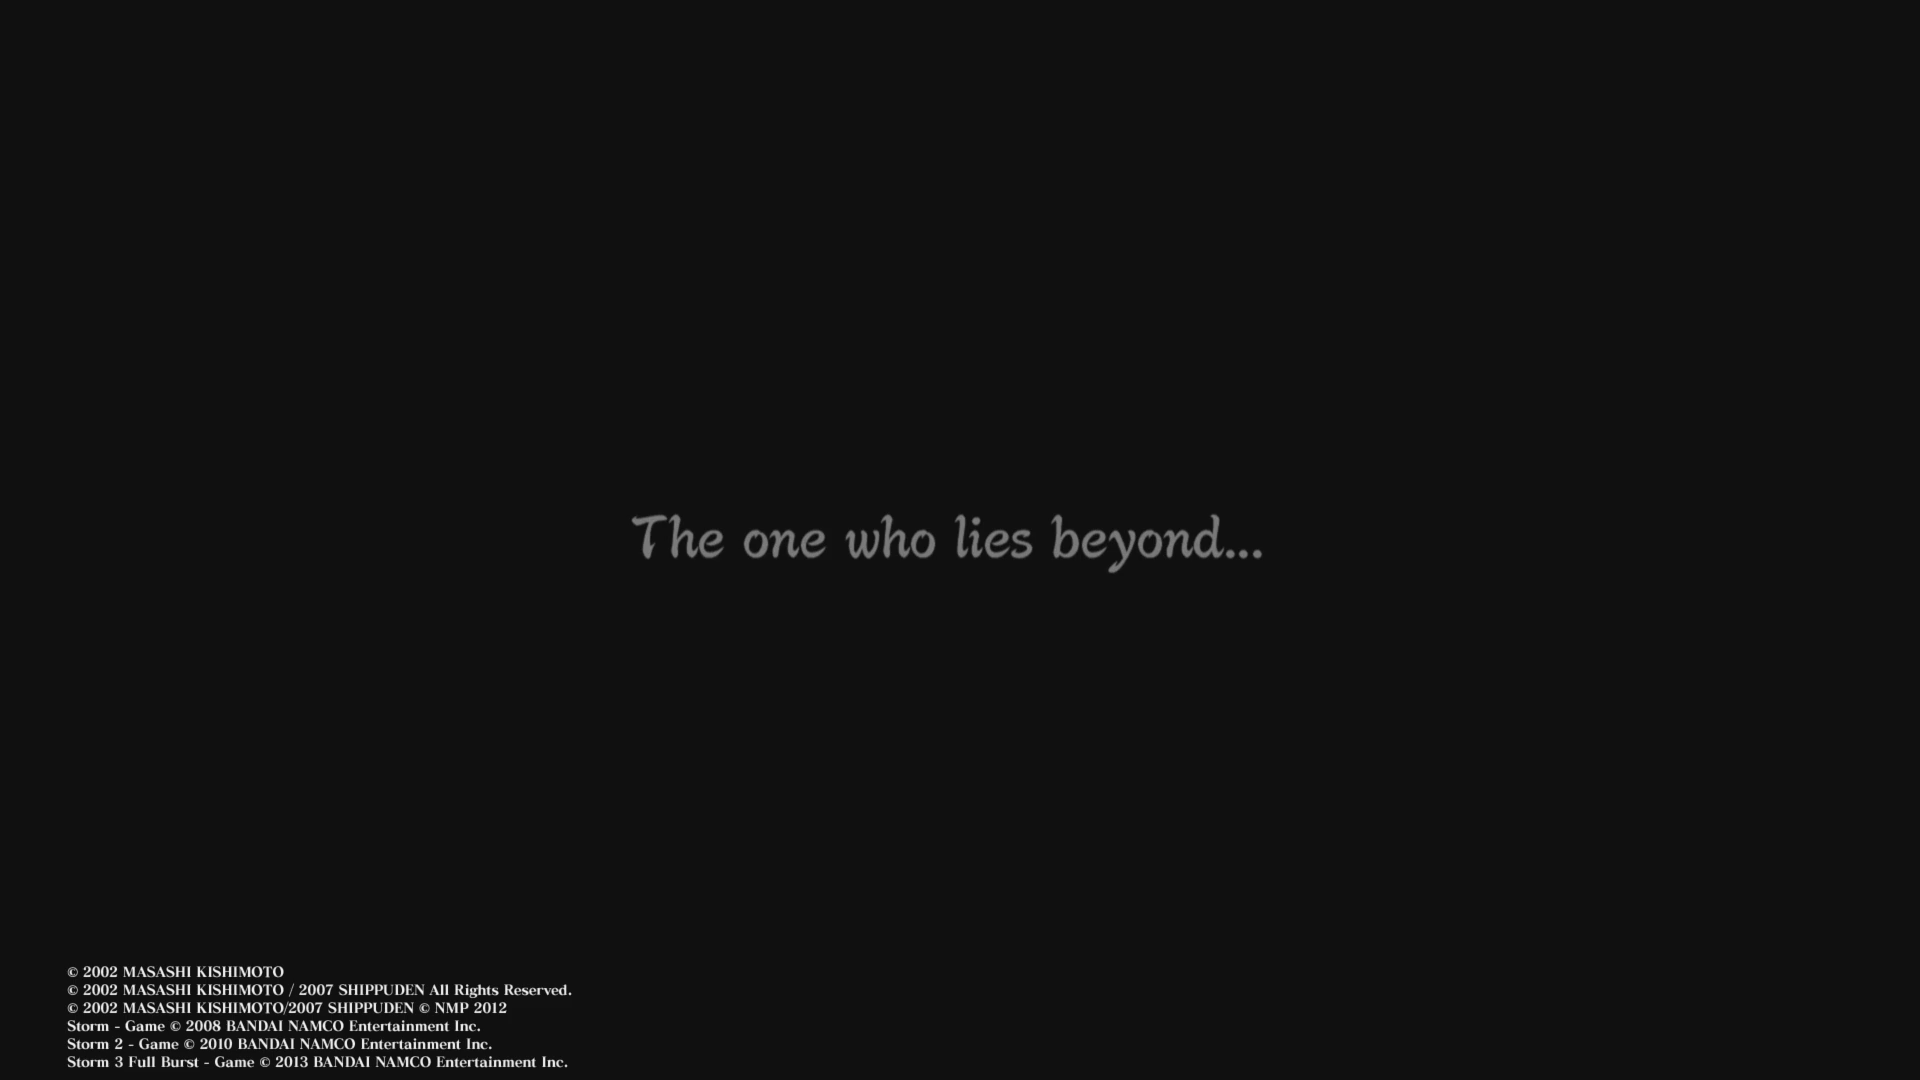 The one who lies beyond...
© 2002 MASASHI KISHIMOTO
© 2002 MASASHI KISHIMOTO / 2007 SHIPPUDEN All Rights Reserved.
© 2002 MASASHI KISHIMOTO/2007 SHIPPUDEN © NMP 2012
Storm - Game © 2008 BANDAI NAMCO Entertainment Inc.
Storm 2 - Game © 2010 BANDAI NAMCO Entertainment Inc.
Storm 3 Full Burst - Game © 2013 BANDAI NAMCO Entertainment Inc.